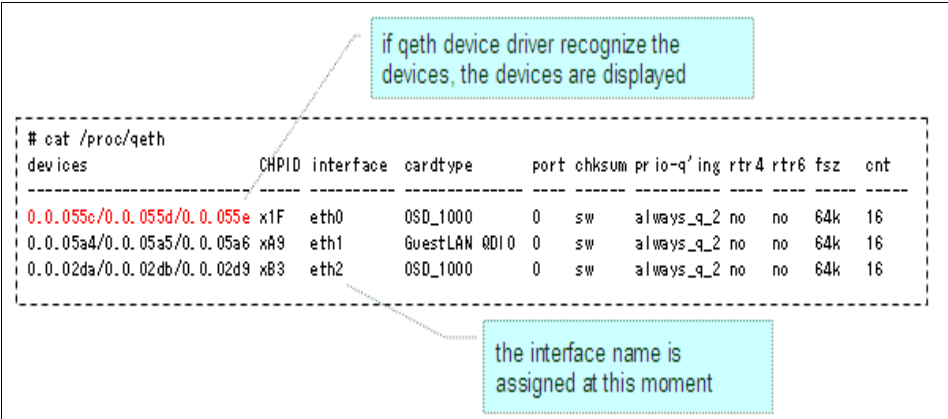 if qeth device driver recognize the
devices, the devices are displayed
# cat /proc/qeth
devices CHPID interface cardtype port chksum prio-q'ing rtr4 rtr6 fsz cnt
-------------------------- ----- ---------- -------------- ---- ------ ---------- ---- ---- ----- -----
0.0.055c/0.0.055d/0.0.055e x1F eth0 OSD_1000 0 sw always_q_2 no no 64k 16
0.0.05a4/0.0.05a5/0.0.05a6 xA9 eth1 GuestLAN QDIO 0 sw always_q_2 no no 64k 16
0.0.02da/0.0.02db/0.0.02d9 xB3 eth2 OSD_1000 0 sw always_q_2 no no 64k 16
the interface name is
assigned at this moment